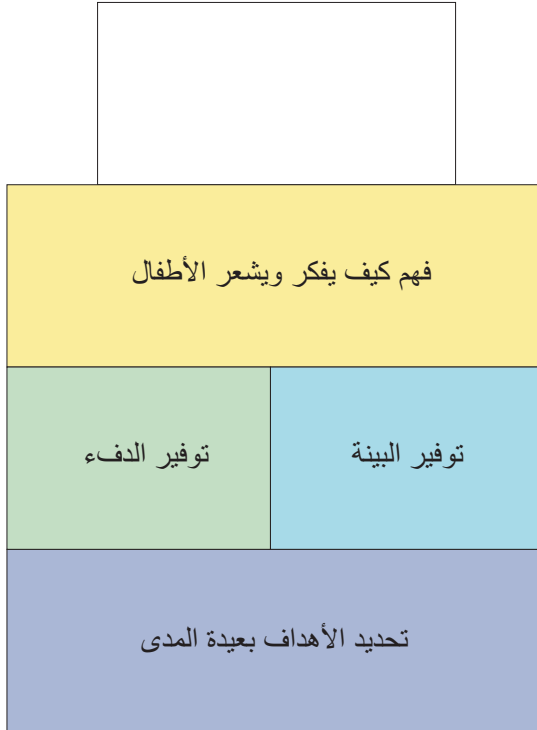 فهم كيف يفكر ويشعر الأطفال
توفير البينة
توفير الدفء
تحديد الأهداف بعيدة المدى